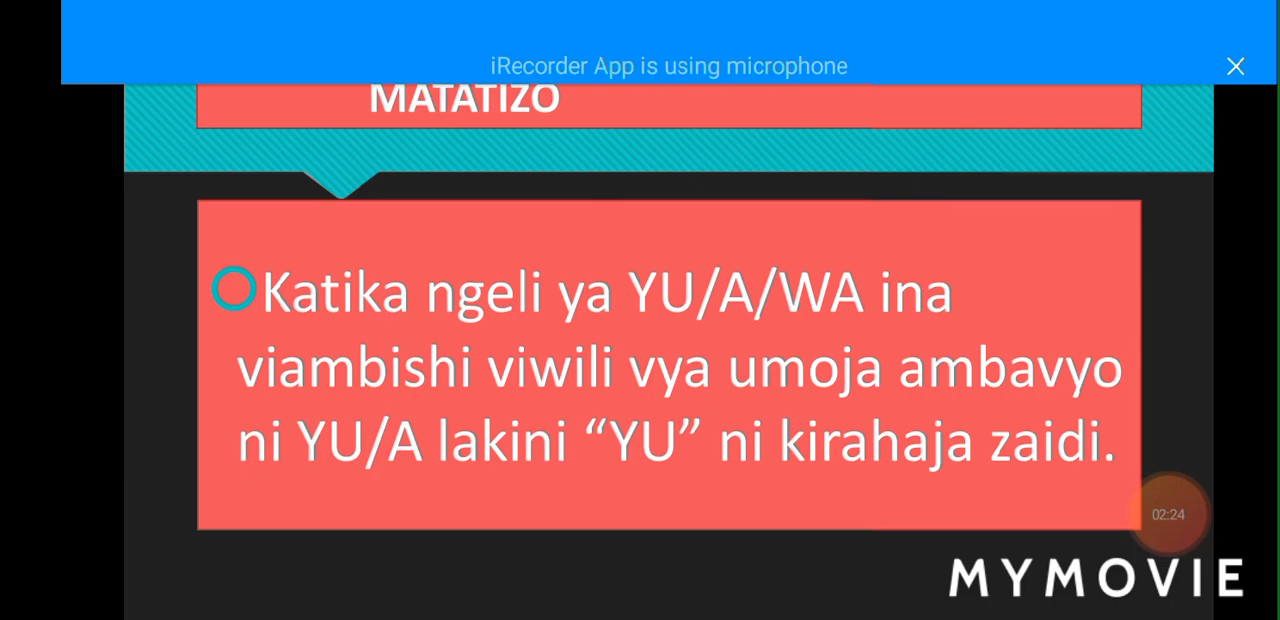 iRecorder App is using microphone
MATATIZO
Katika ngeli ya YU/A/WA ina
viambishi viwili vya umoja ambavyo
ni YU/A lakini “YU” ni kirahaja zaidi.
02:24
MYMOVIE